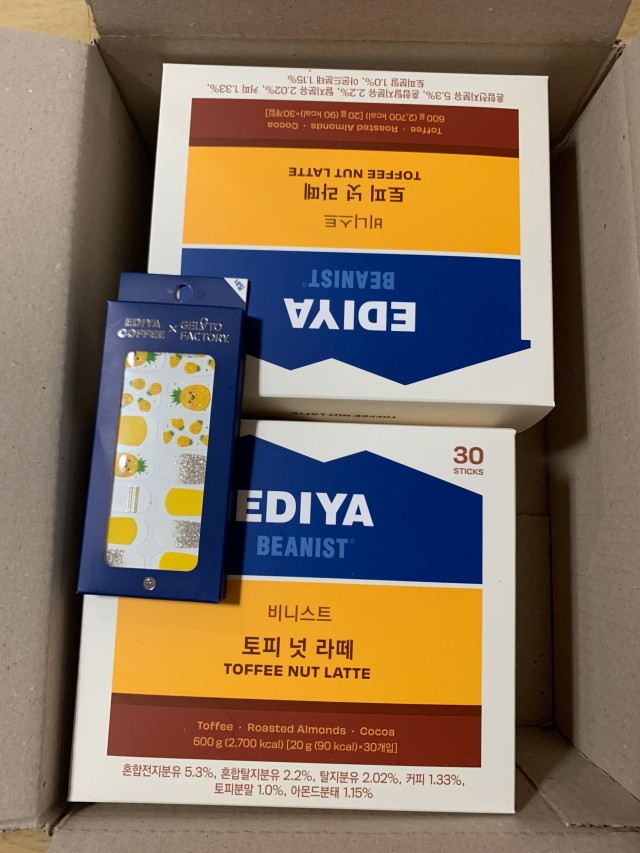 혼합전지분유 5.3%, 혼합탈지분유 2.2%, 탈지분유 2.02%, 커피 1.33%,
토피분말 1.0%, 아몬드분태 1.15%
Toffee · Roasted Almonds · Cocoa
600 g (2,700 kcal) [20 g (90 kcal)×30개입]
TOFFEE NUT LATTE
토피 넛 라떼
비니스트
BEANIST
EDIYA
EDIYA COFFEE × GELATO FACTORY
TOFFEE NUT LATTE
30
STICKS
EDIYA
BEANIST
비니스트
토피 넛 라떼
TOFFEE NUT LATTE
Toffee · Roasted Almonds · Cocoa
600 g (2,700 kcal) [20 g (90 kcal)×30개입]
혼합전지분유 5.3%, 혼합탈지분유 2.2%, 탈지분유 2.02%, 커피 1.33%,
토피분말 1.0%, 아몬드분태 1.15%